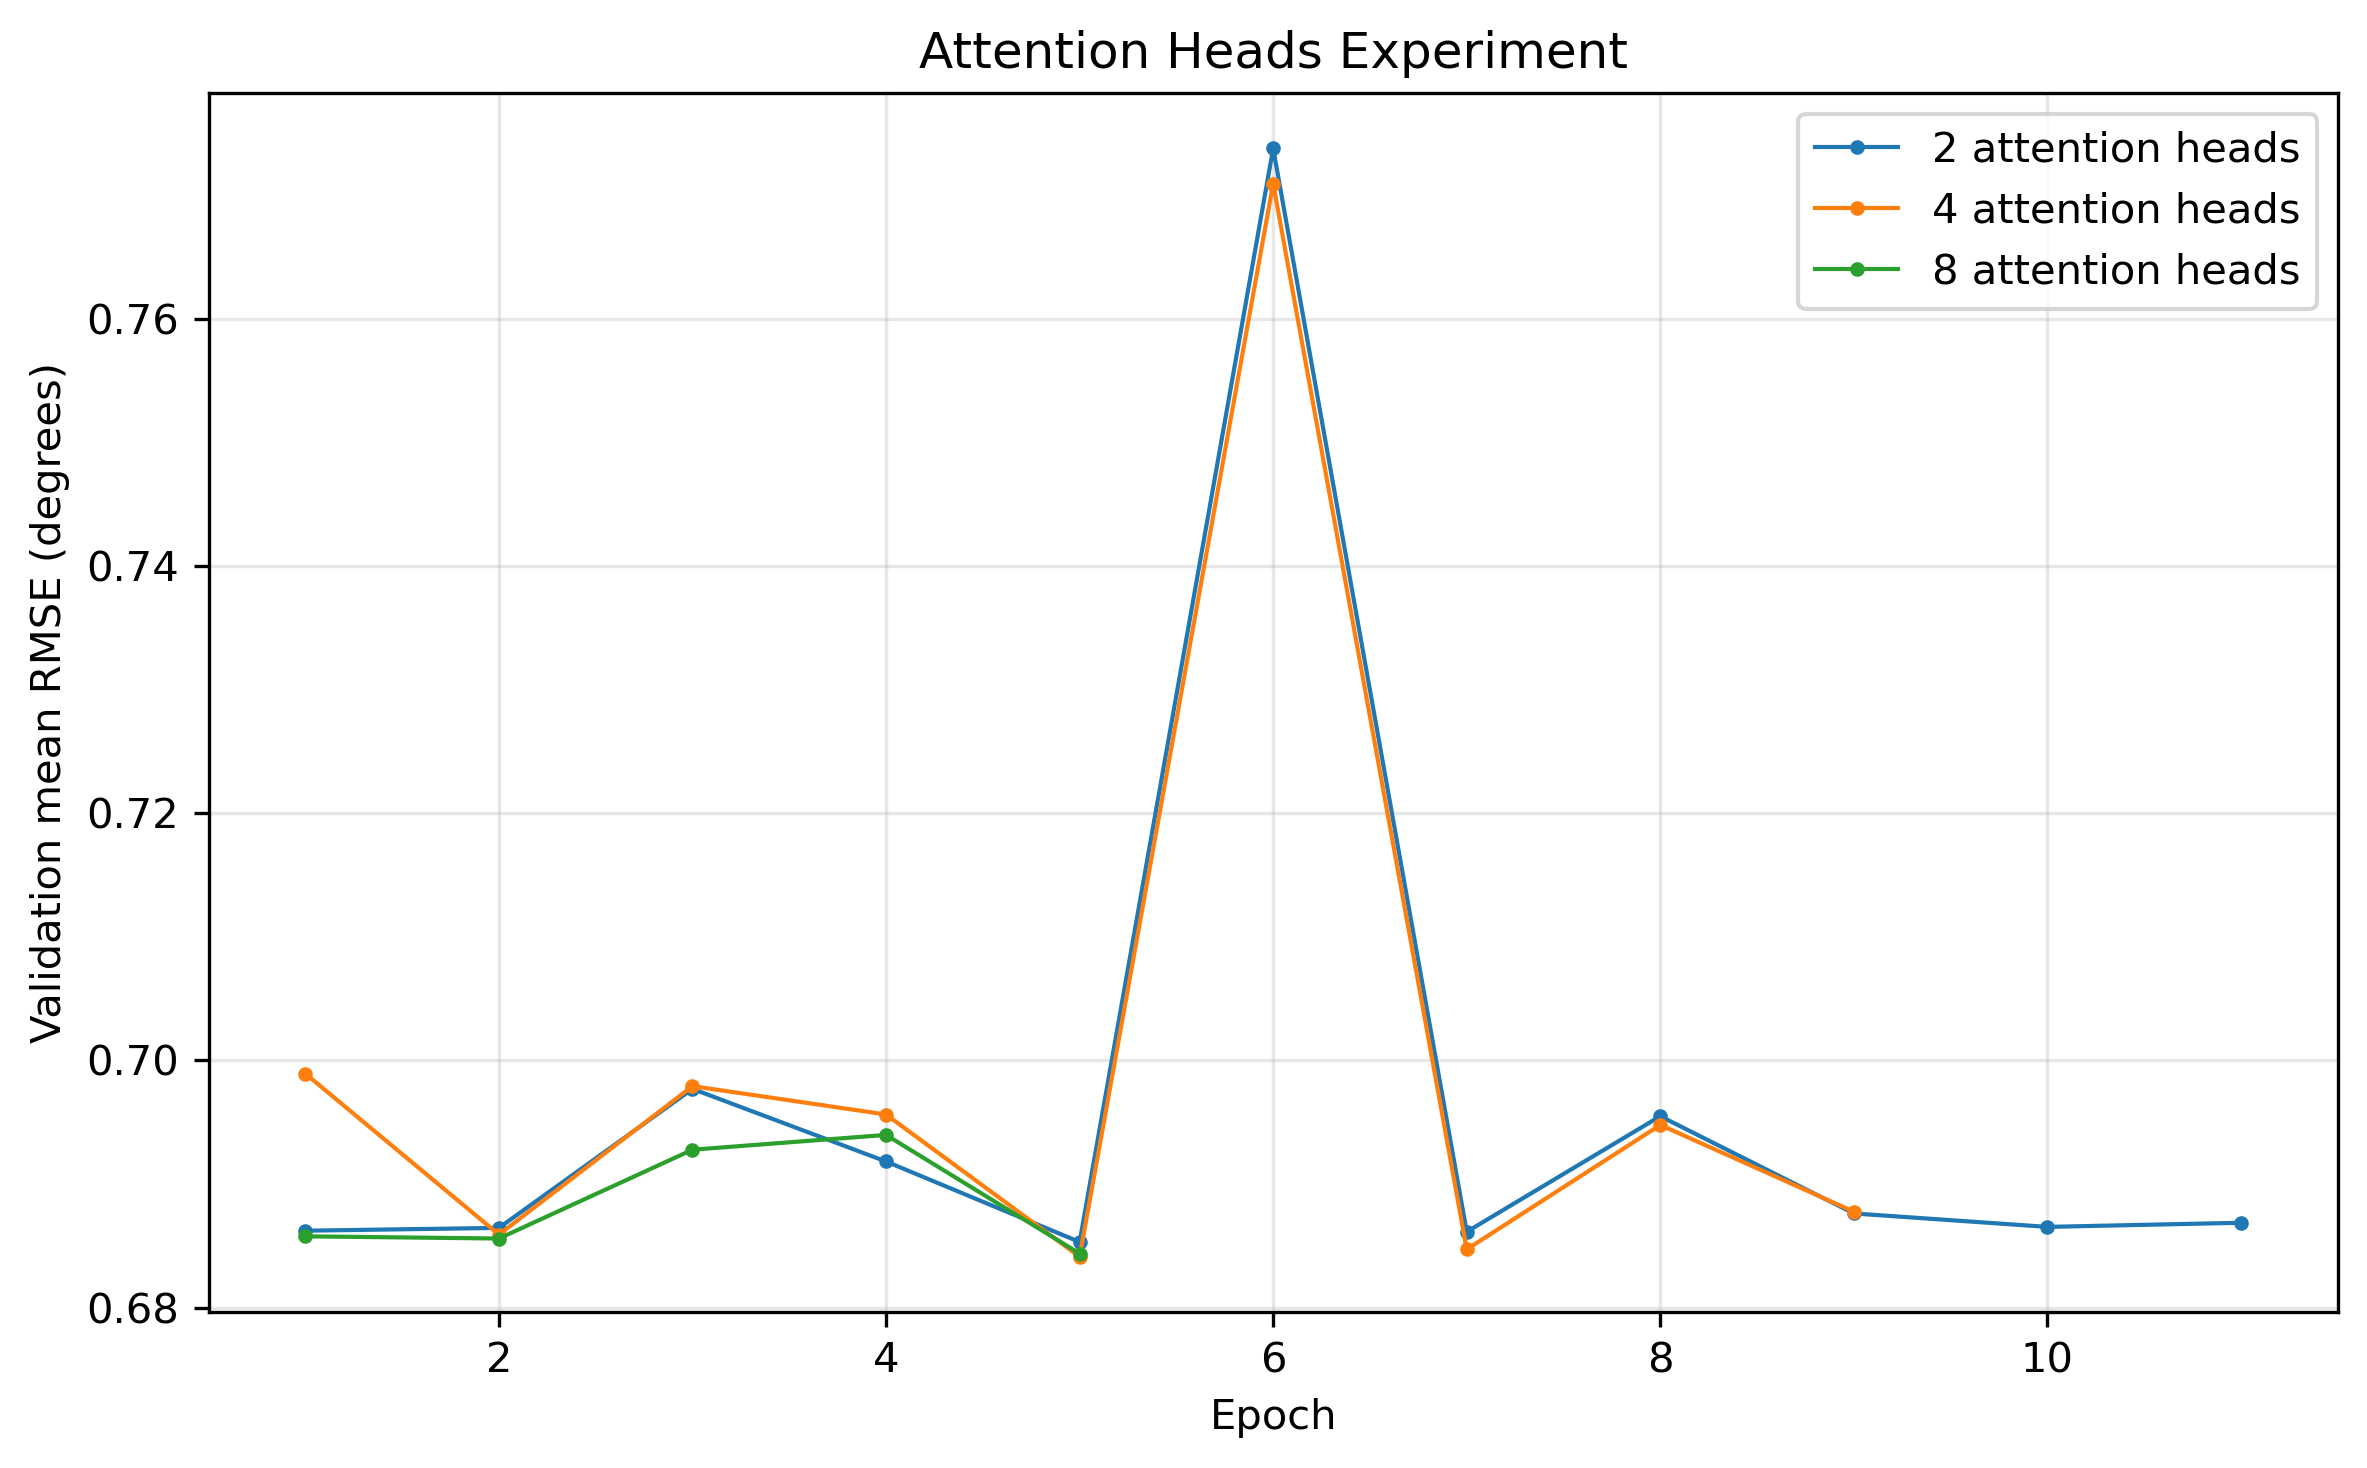 Attention Heads Experiment
2 attention heads
4 attention heads
8 attention heads
Validation mean RMSE (degrees)
0.76
0.74
0.72
0.70
0.68
2 4 6 8 10
Epoch